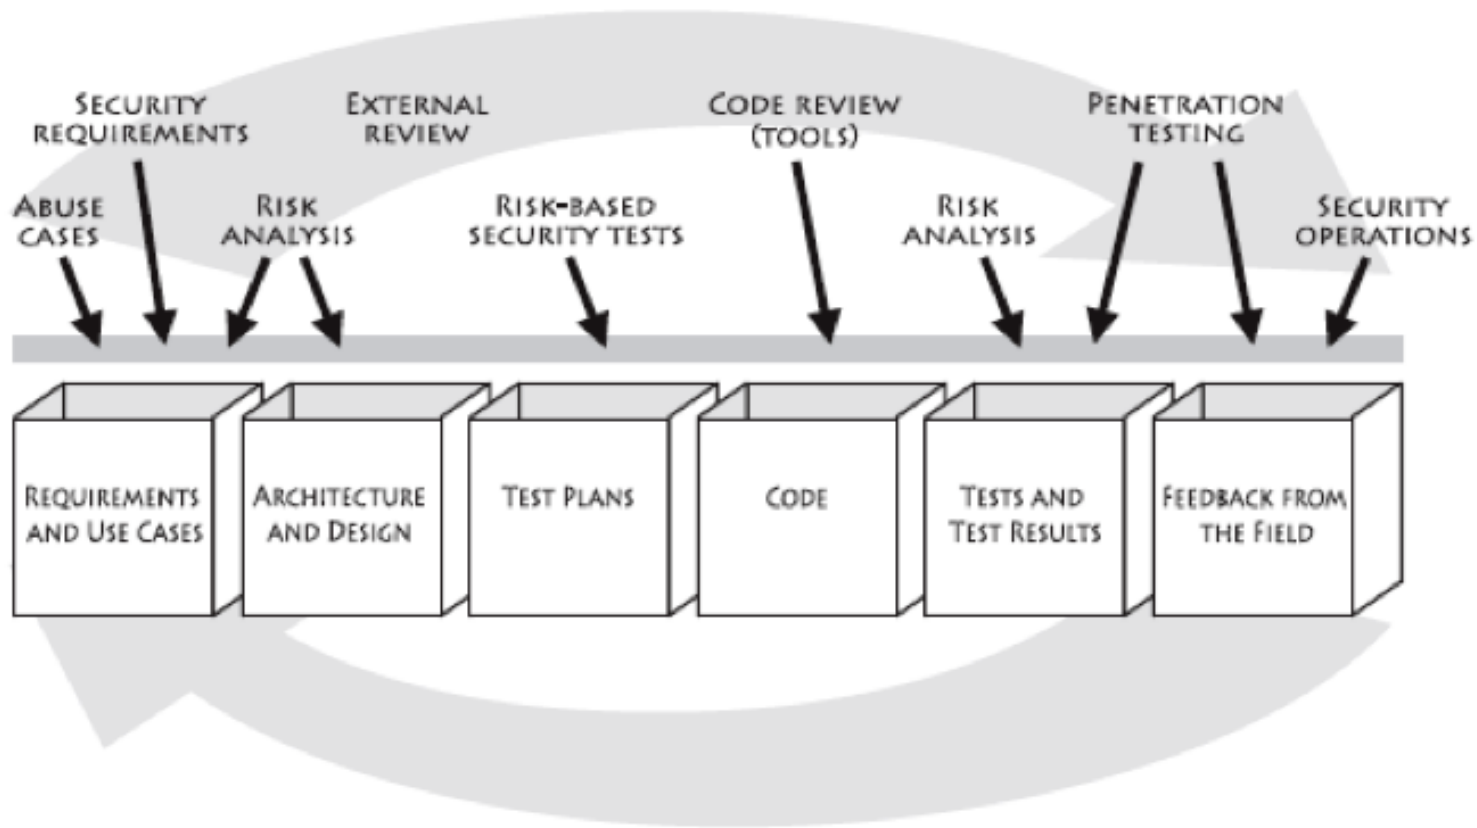 SECURITY
REQUIREMENTS
EXTERNAL
REVIEW
CODE REVIEW
(TOOLS)
PENETRATION
TESTING
ABUSE
CASES
RISK
ANALYSIS
RISK-BASED
SECURITY TESTS
RISK
ANALYSIS
SECURITY
OPERATIONS
REQUIREMENTS
AND USE CASES
ARCHITECTURE
AND DESIGN
TEST PLANS
CODE
TESTS AND
TEST RESULTS
FEEDBACK FROM
THE FIELD